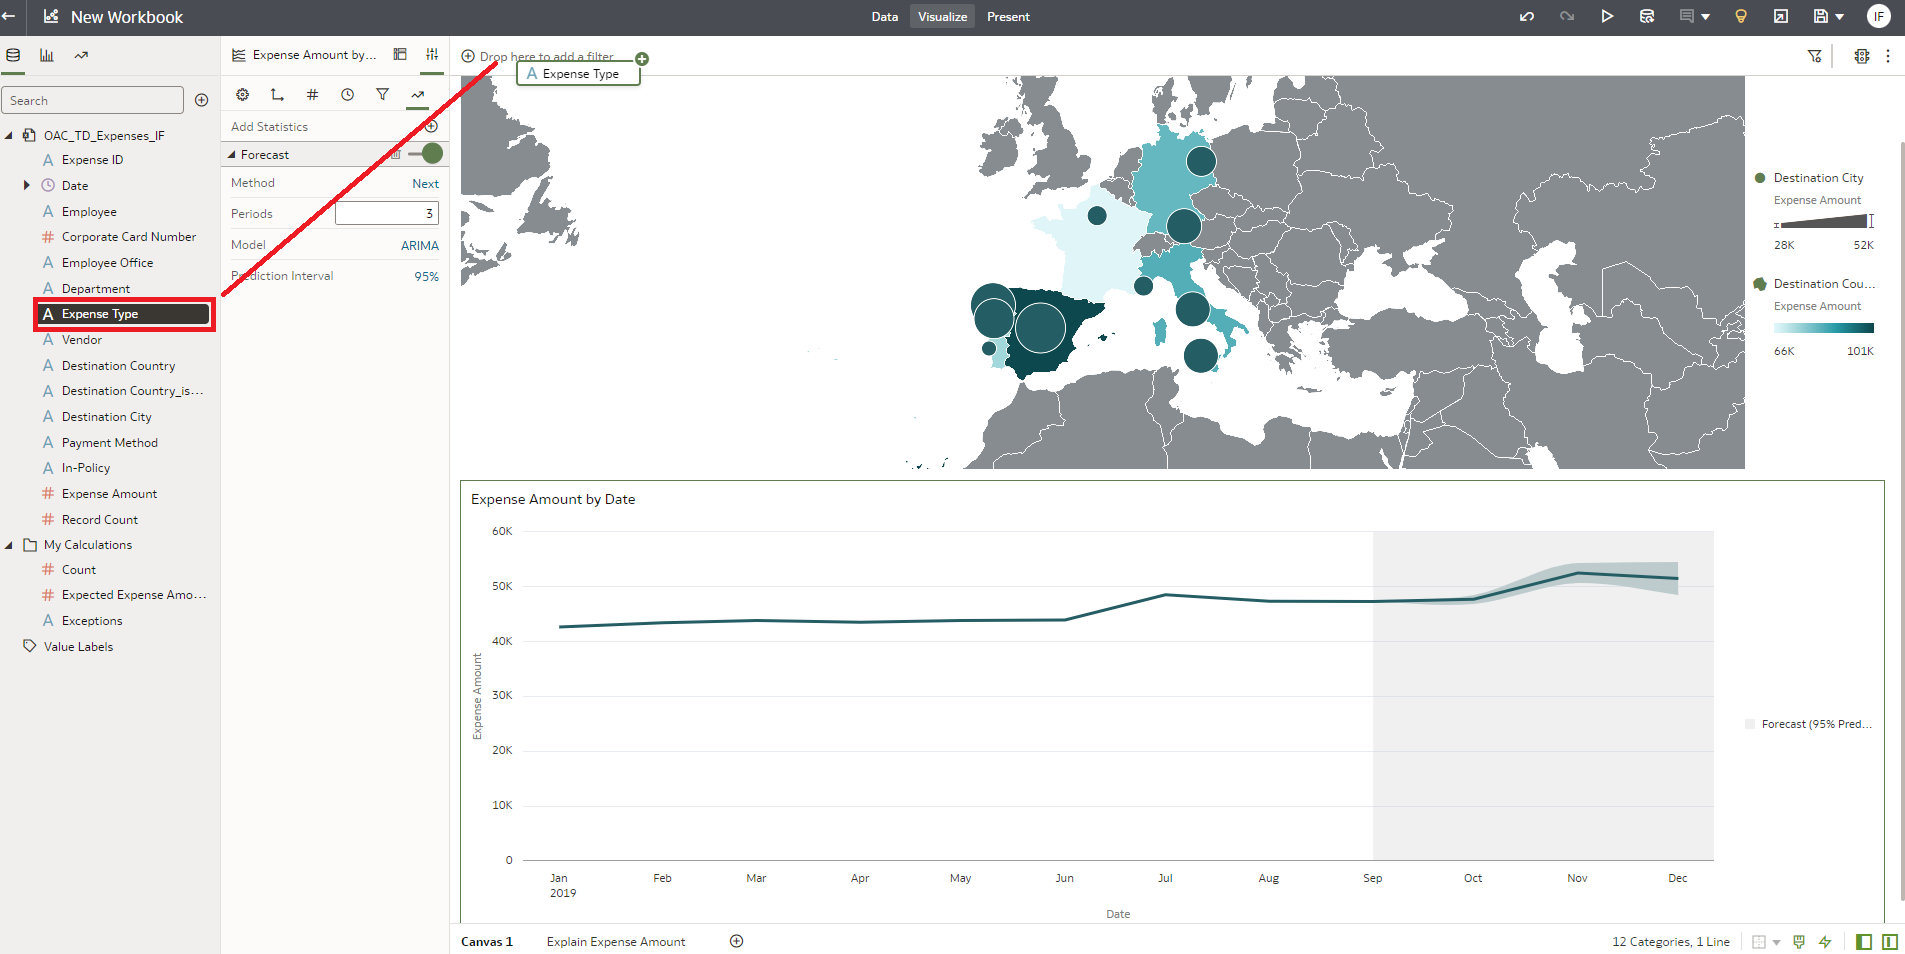 New Workbook
Data
Visualize
Present
IF
Expense Amount by...
Drop here to add a filter
A Expense Type
Search
Add Statistics
OAC_TD_Expenses_IF
A Expense ID
Date
A Employee
# Corporate Card Number
A Employee Office
A Department
A Expense Type
A Vendor
A Destination Country
A Destination Country_is...
A Destination City
A Payment Method
A In-Policy
# Expense Amount
# Record Count
My Calculations
# Count
# Expected Expense Amo...
A Exceptions
Value Labels
Forecast
Method Next
Periods 3
Model ARIMA
Prediction Interval 95%
Destination City
Expense Amount
28K 52K
Destination Cou...
Expense Amount
66K 101K
Expense Amount by Date
60K
50K
40K
30K
20K
10K
0
Expense Amount
Jan Feb Mar Apr May Jun Jul Aug Sep Oct Nov Dec
2019
Date
Forecast (95% Pred...
Canvas 1
Explain Expense Amount
12 Categories, 1 Line